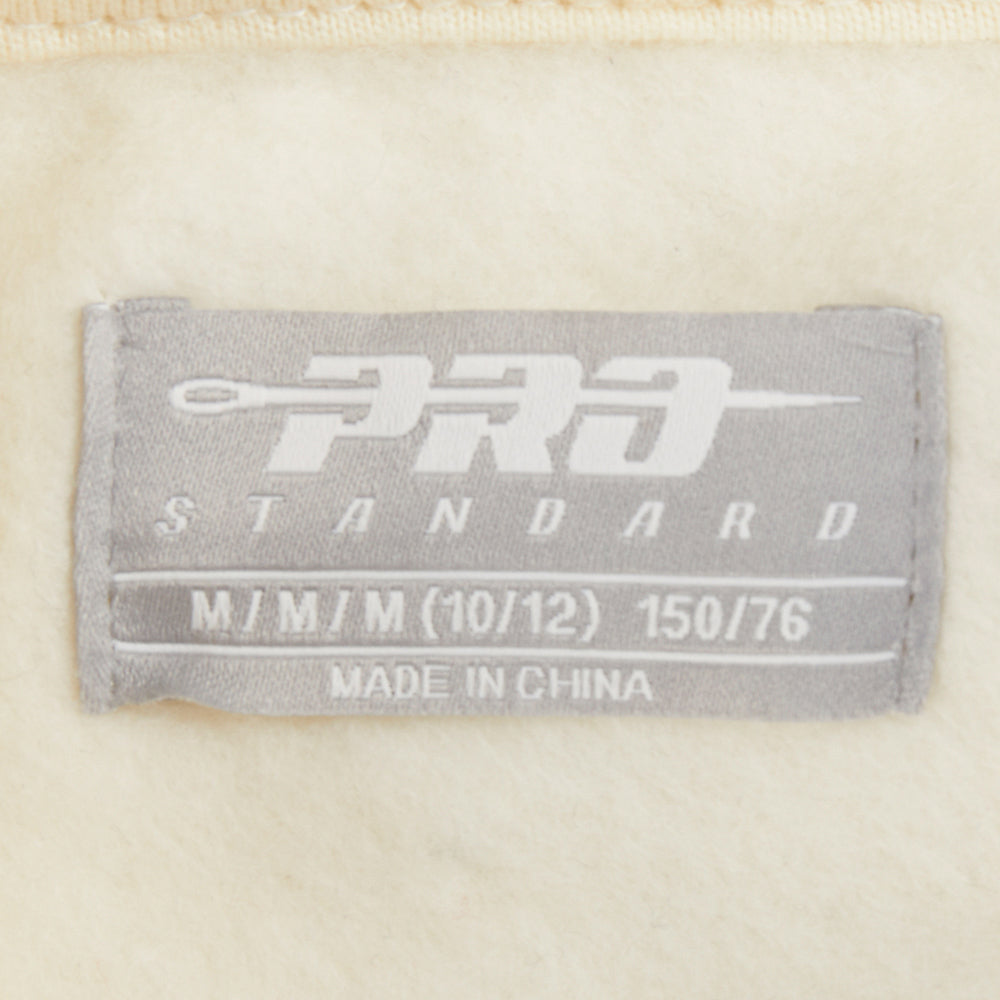 PRO
STANDARD
M/M/M (10/12) 150/76
MADE IN CHINA